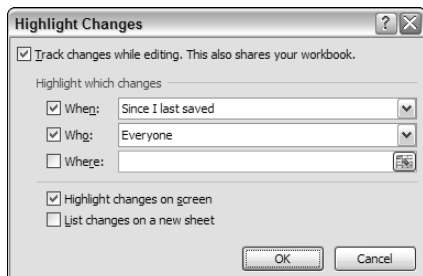 Highlight Changes
Track changes while editing. This also shares your workbook.
Highlight which changes
When: Since I last saved
Who: Everyone
Where:
Highlight changes on screen
List changes on a new sheet
OK Cancel